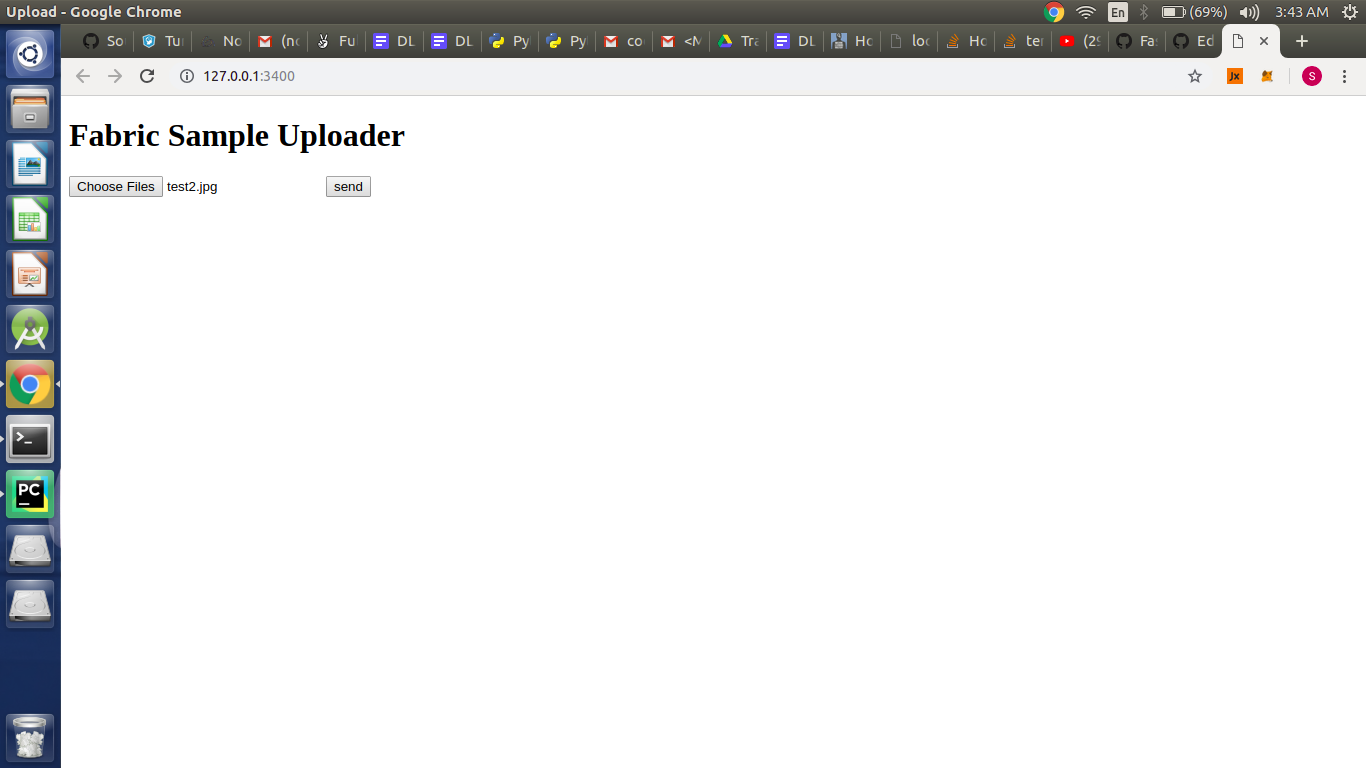 Upload - Google Chrome
En (69%) 3:43 AM
So Tu No (no Fu DL DL Py Py co <M Tra DL Ho loc Ho ter (29 Fa Ed
127.0.0.1:3400 Jx S
Fabric Sample Uploader
Choose Files test2.jpg send
>_
PC